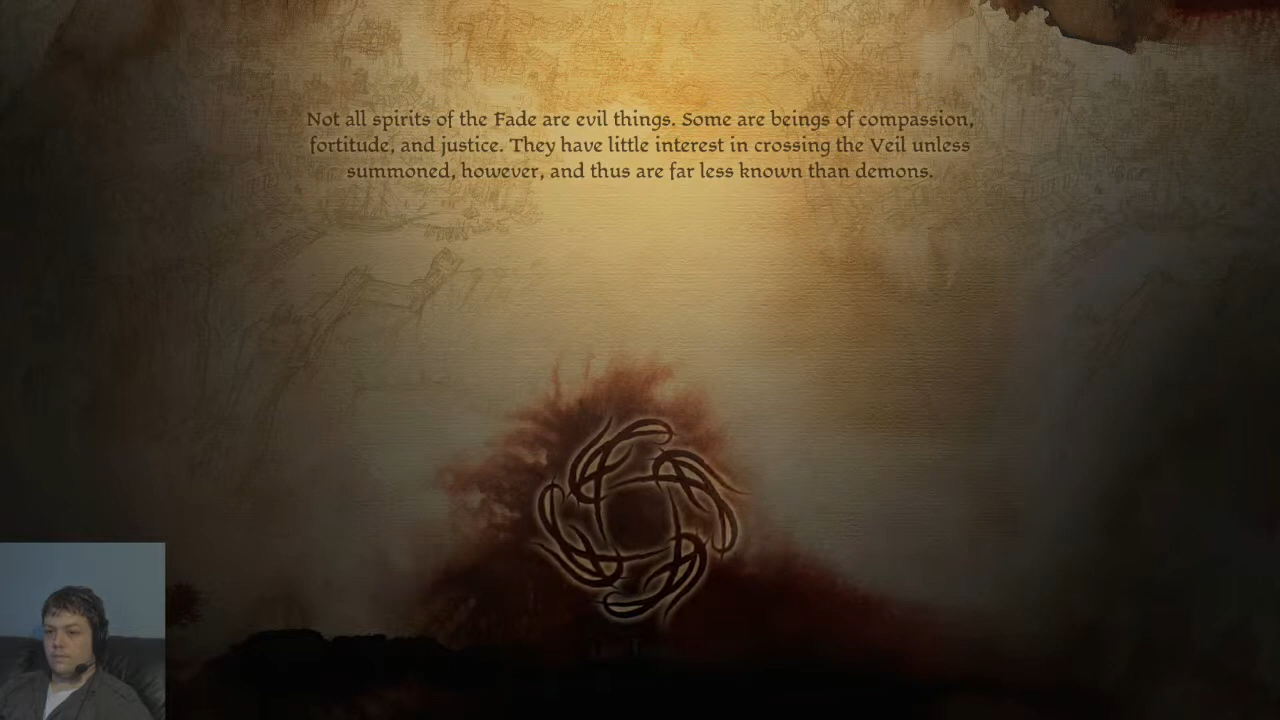 Not all spirits of the Fade are evil things. Some are beings of compassion,
fortitude, and justice. They have little interest in crossing the Veil unless
summoned, however, and thus are far less known than demons.